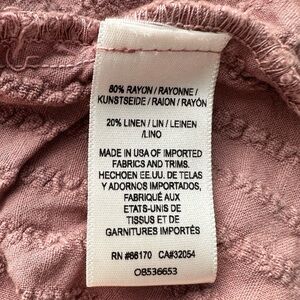 80% RAYON / RAYONNE /
KUNSTSEIDE / RAION / RAYÓN
20% LINEN / LIN / LEINEN
/LINO
MADE IN USA OF IMPORTED
FABRICS AND TRIMS.
HECHOEN EE.UU. DE TELAS
Y ADORNOS IMPORTADOS,
FABRIQUÉ AUX
ETATS-UNIS DE
TISSUS ET DE
GARNITURES IMPORTÉS
RN #66170 CA#32054
OB536653